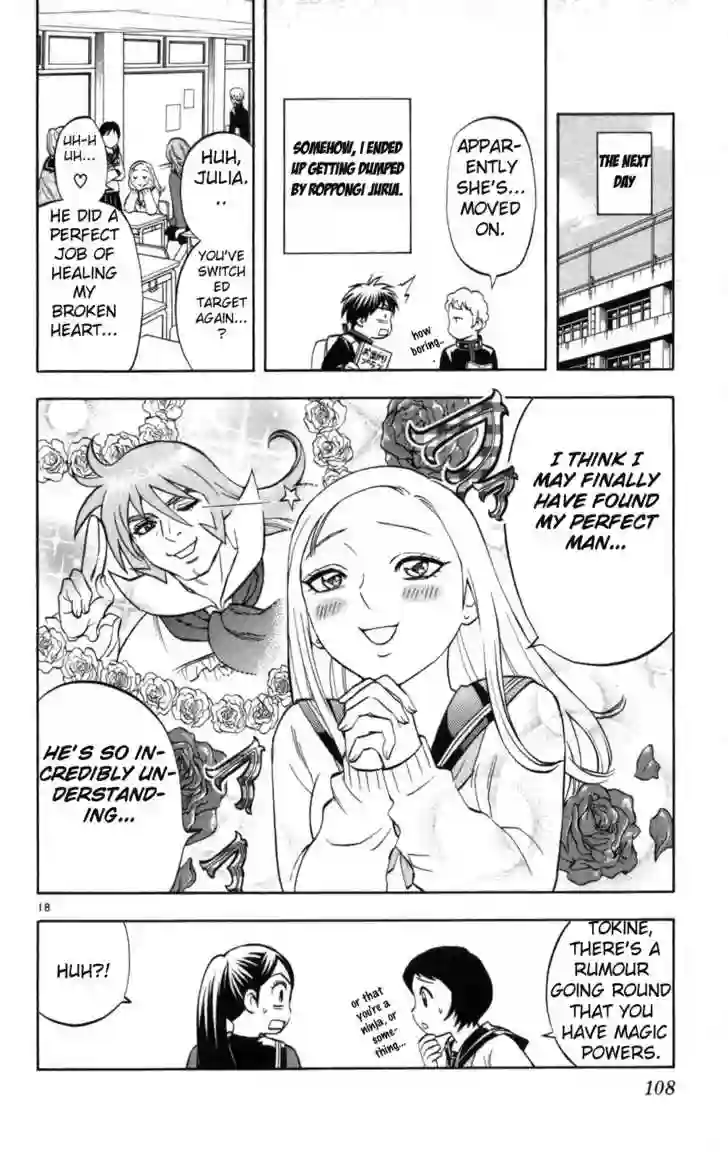 THE NEXT
DAY
APPAR-
ENTLY
SHE'S...
MOVED
ON.
how
boring..
SOMEHOW, I ENDED
UP GETTING DUMPED
BY ROPPONGI JURIA.
HUH,
JULIA.
. .
YOU'VE
SWITCH
ED
TARGET
AGAIN...
?
UH-H
UH...
♡
HE DID A
PERFECT
JOB OF
HEALING
MY
BROKEN
HEART...
I THINK I
MAY FINALLY
HAVE FOUND
MY PERFECT
MAN...
HE'S SO IN-
CREDIBLY UN-
DERSTAND-
ING...
18
TOKINE,
THERE'S A
RUMOUR
GOING ROUND
THAT YOU
HAVE MAGIC
POWERS.
or that
you're a
ninja, or
some-
thing...
HUH?!
108